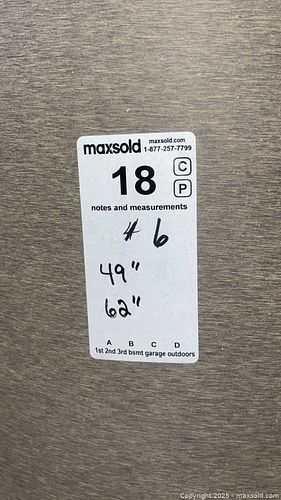 maxsold maxsold.com
1-877-257-7799
18 C
P
notes and measurements
# 6
49"
62"
A B C D
1st 2nd 3rd bsmt garage outdoors
Copyright 2025 - maxsold.com